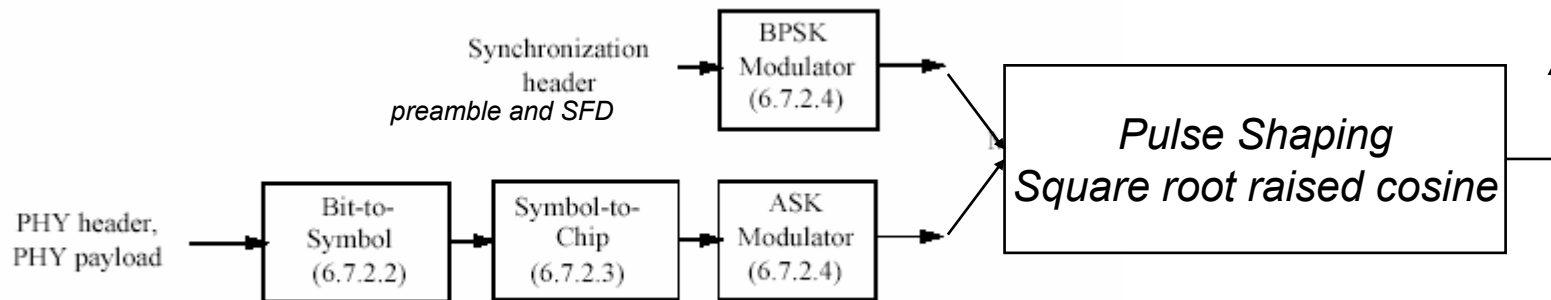 Synchronization
header
preamble and SFD
BPSK
Modulator
(6.7.2.4)
Pulse Shaping
Square root raised cosine
PHY header,
PHY payload
Bit-to-
Symbol
(6.7.2.2)
Symbol-to-
Chip
(6.7.2.3)
ASK
Modulator
(6.7.2.4)